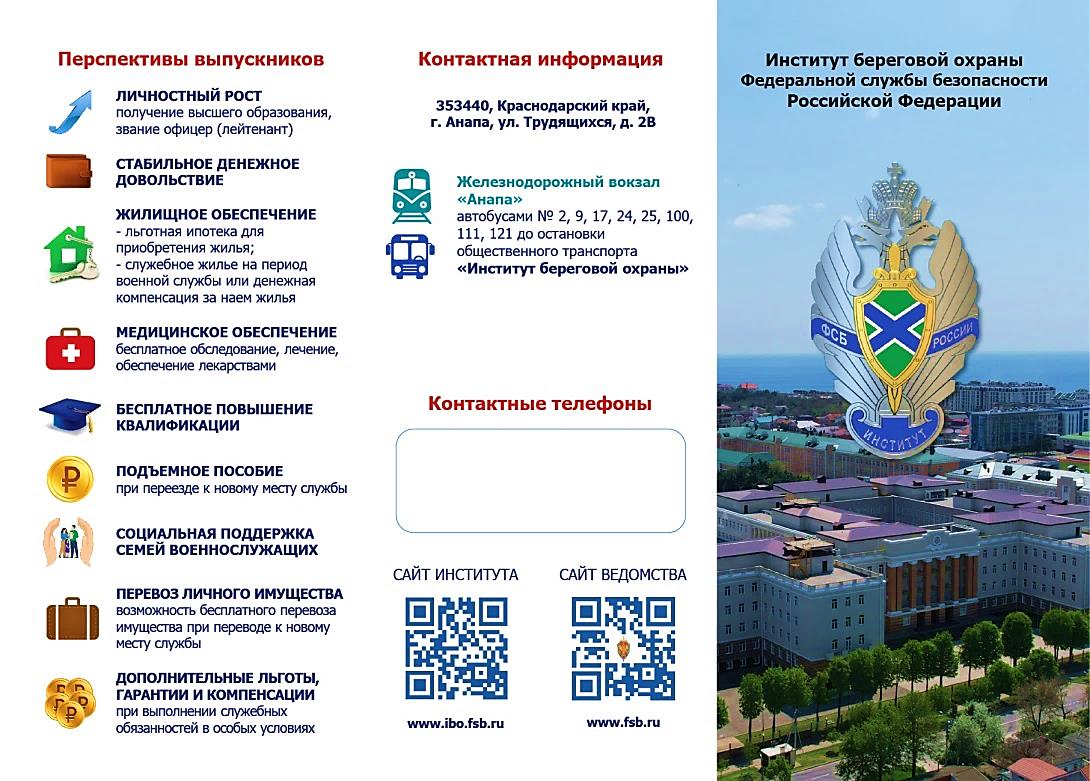 Перспективы выпускников
ЛИЧНОСТНЫЙ РОСТ
получение высшего образования,
звание офицер (лейтенант)
СТАБИЛЬНОЕ ДЕНЕЖНОЕ
ДОВОЛЬСТВИЕ
ЖИЛИЩНОЕ ОБЕСПЕЧЕНИЕ
- льготная ипотека для
приобретения жилья;
- служебное жилье на период
военной службы или денежная
компенсация за наем жилья
МЕДИЦИНСКОЕ ОБЕСПЕЧЕНИЕ
бесплатное обследование, лечение,
обеспечение лекарствами
БЕСПЛАТНОЕ ПОВЫШЕНИЕ
КВАЛИФИКАЦИИ
ПОДЪЕМНОЕ ПОСОБИЕ
при переезде к новому месту службы
СОЦИАЛЬНАЯ ПОДДЕРЖКА
СЕМЕЙ ВОЕННОСЛУЖАЩИХ
ПЕРЕВОЗ ЛИЧНОГО ИМУЩЕСТВА
возможность бесплатного перевоза
имущества при переводе к новому
месту службы
ДОПОЛНИТЕЛЬНЫЕ ЛЬГОТЫ,
ГАРАНТИИ И КОМПЕНСАЦИИ
при выполнении служебных
обязанностей в особых условиях
Контактная информация
353440, Краснодарский край,
г. Анапа, ул. Трудящихся, д. 2В
Железнодорожный вокзал
«Анапа»
автобусами № 2, 9, 17, 24, 25, 100,
111, 121 до остановки
общественного транспорта
«Институт береговой охраны»
Контактные телефоны
САЙТ ИНСТИТУТА
www.ibo.fsb.ru
САЙТ ВЕДОМСТВА
www.fsb.ru
Институт береговой охраны
Федеральной службы безопасности
Российской Федерации
ФСБ
РОССИИ
ИНСТИТУТ